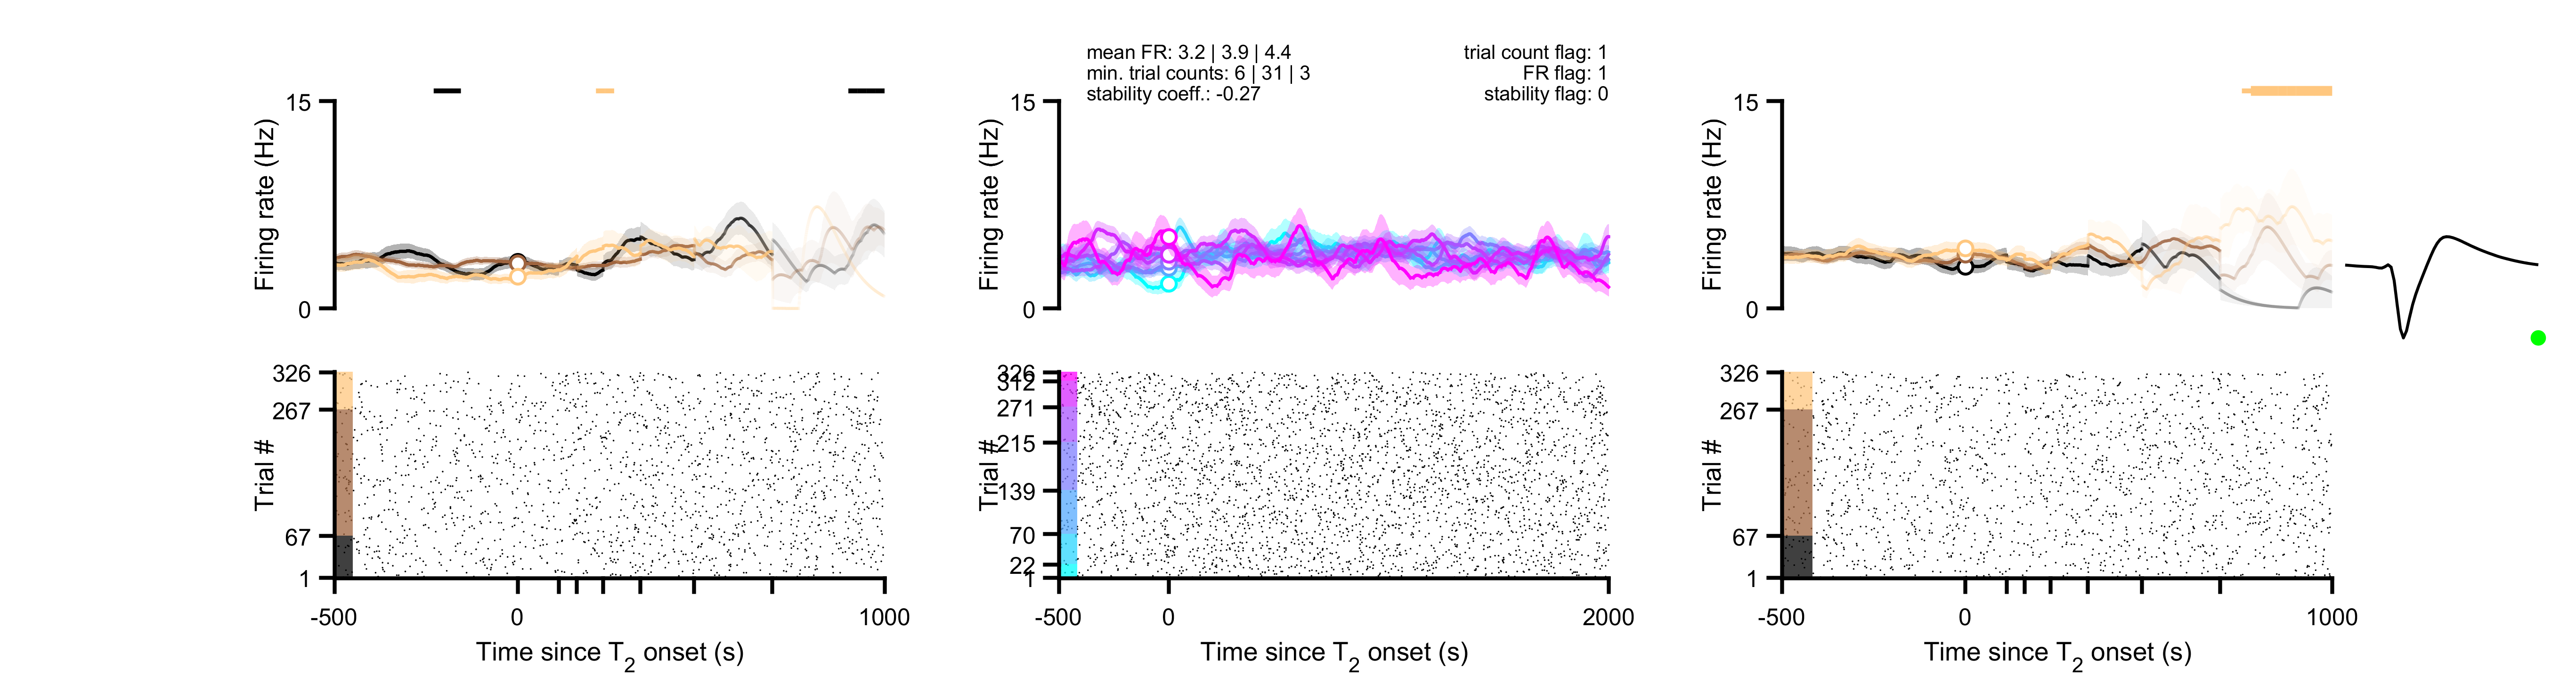 mean FR: 3.2 | 3.9 | 4.4
min. trial counts: 6 | 31 | 3
stability coeff.: -0.27
trial count flag: 1
FR flag: 1
stability flag: 0
15
Firing rate (Hz)
0
326
267
Trial #
67
1
-500
0
1000
Time since T2 onset (s)
15
Firing rate (Hz)
0
326
312
271
215
Trial #
139
70
22
1
-500
0
2000
Time since T2 onset (s)
15
Firing rate (Hz)
0
326
267
Trial #
67
1
-500
0
1000
Time since T2 onset (s)